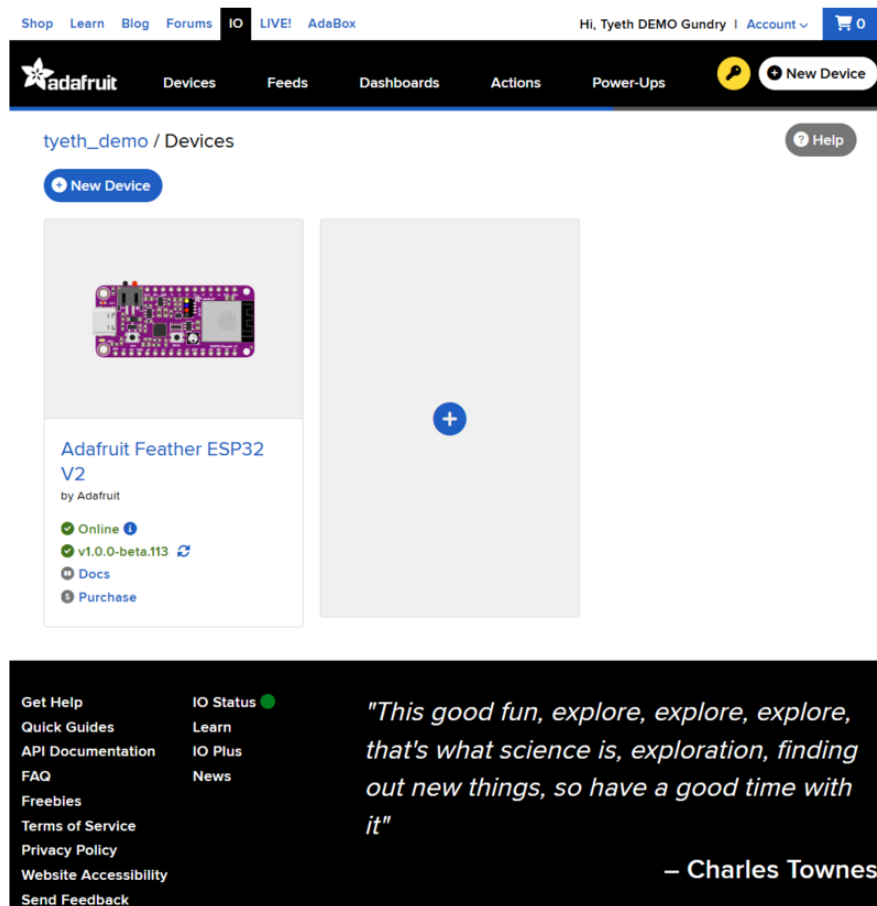 Shop Learn Blog Forums IO LIVE! AdaBox Hi, Tyeth DEMO Gundry | Account 0
adafruit Devices Feeds Dashboards Actions Power-Ups New Device
tyeth_demo / Devices Help
New Device
Adafruit Feather ESP32
V2
by Adafruit
Online
v1.0.0-beta.113
Docs
Purchase
Get Help
Quick Guides
API Documentation
FAQ
Freebies
Terms of Service
Privacy Policy
Website Accessibility
Send Feedback
IO Status
Learn
IO Plus
News
"This good fun, explore, explore, explore,
that's what science is, exploration, finding
out new things, so have a good time with
it"
– Charles Townes